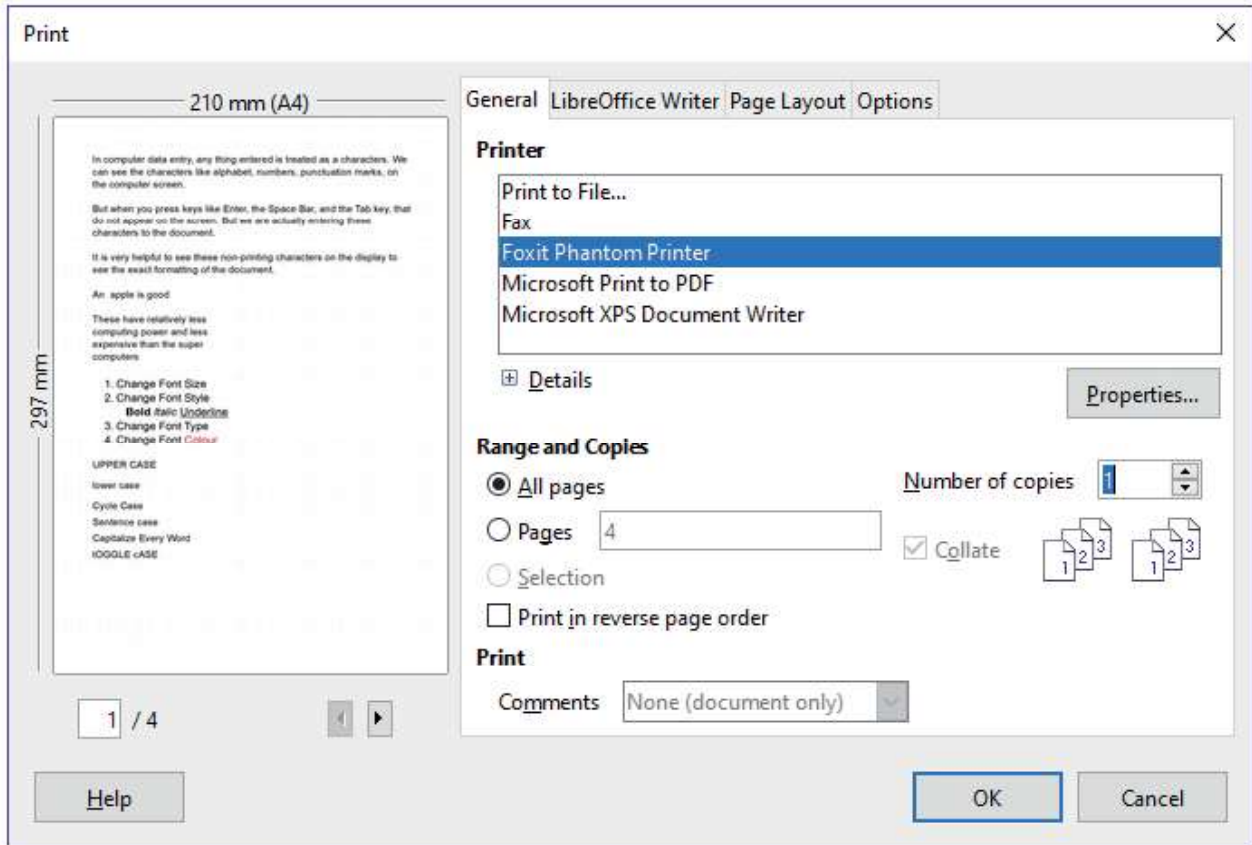 Print
210 mm (A4)
297 mm
In computer data entry, any thing entered is treated as a characters. We
can see the characters like alphabet, numbers, punctuation marks, on
the computer screen.
But when you press keys like Enter, the Space Bar, and the Tab key, that
do not appear on the screen. But we are actually entering these
characters to the document.
It is very helpful to see these non-printing characters on the display to
see the exact formatting of the document.
An apple is good
These have relatively less
computing power and less
expensive than the super
computers
1. Change Font Size
2. Change Font Style
Bold Italic Underline
3. Change Font Type
4. Change Font Colour
UPPER CASE
lower case
Cycle Case
Sentence case
Capitalize Every Word
tOGGLE cASE
1 / 4
General LibreOffice Writer Page Layout Options
Printer
Print to File...
Fax
Foxit Phantom Printer
Microsoft Print to PDF
Microsoft XPS Document Writer
Details
Properties...
Range and Copies
All pages
Number of copies 1
Pages 4
Collate
1 2 3 1 2 3
Selection
Print in reverse page order
Print
Comments None (document only)
Help
OK
Cancel